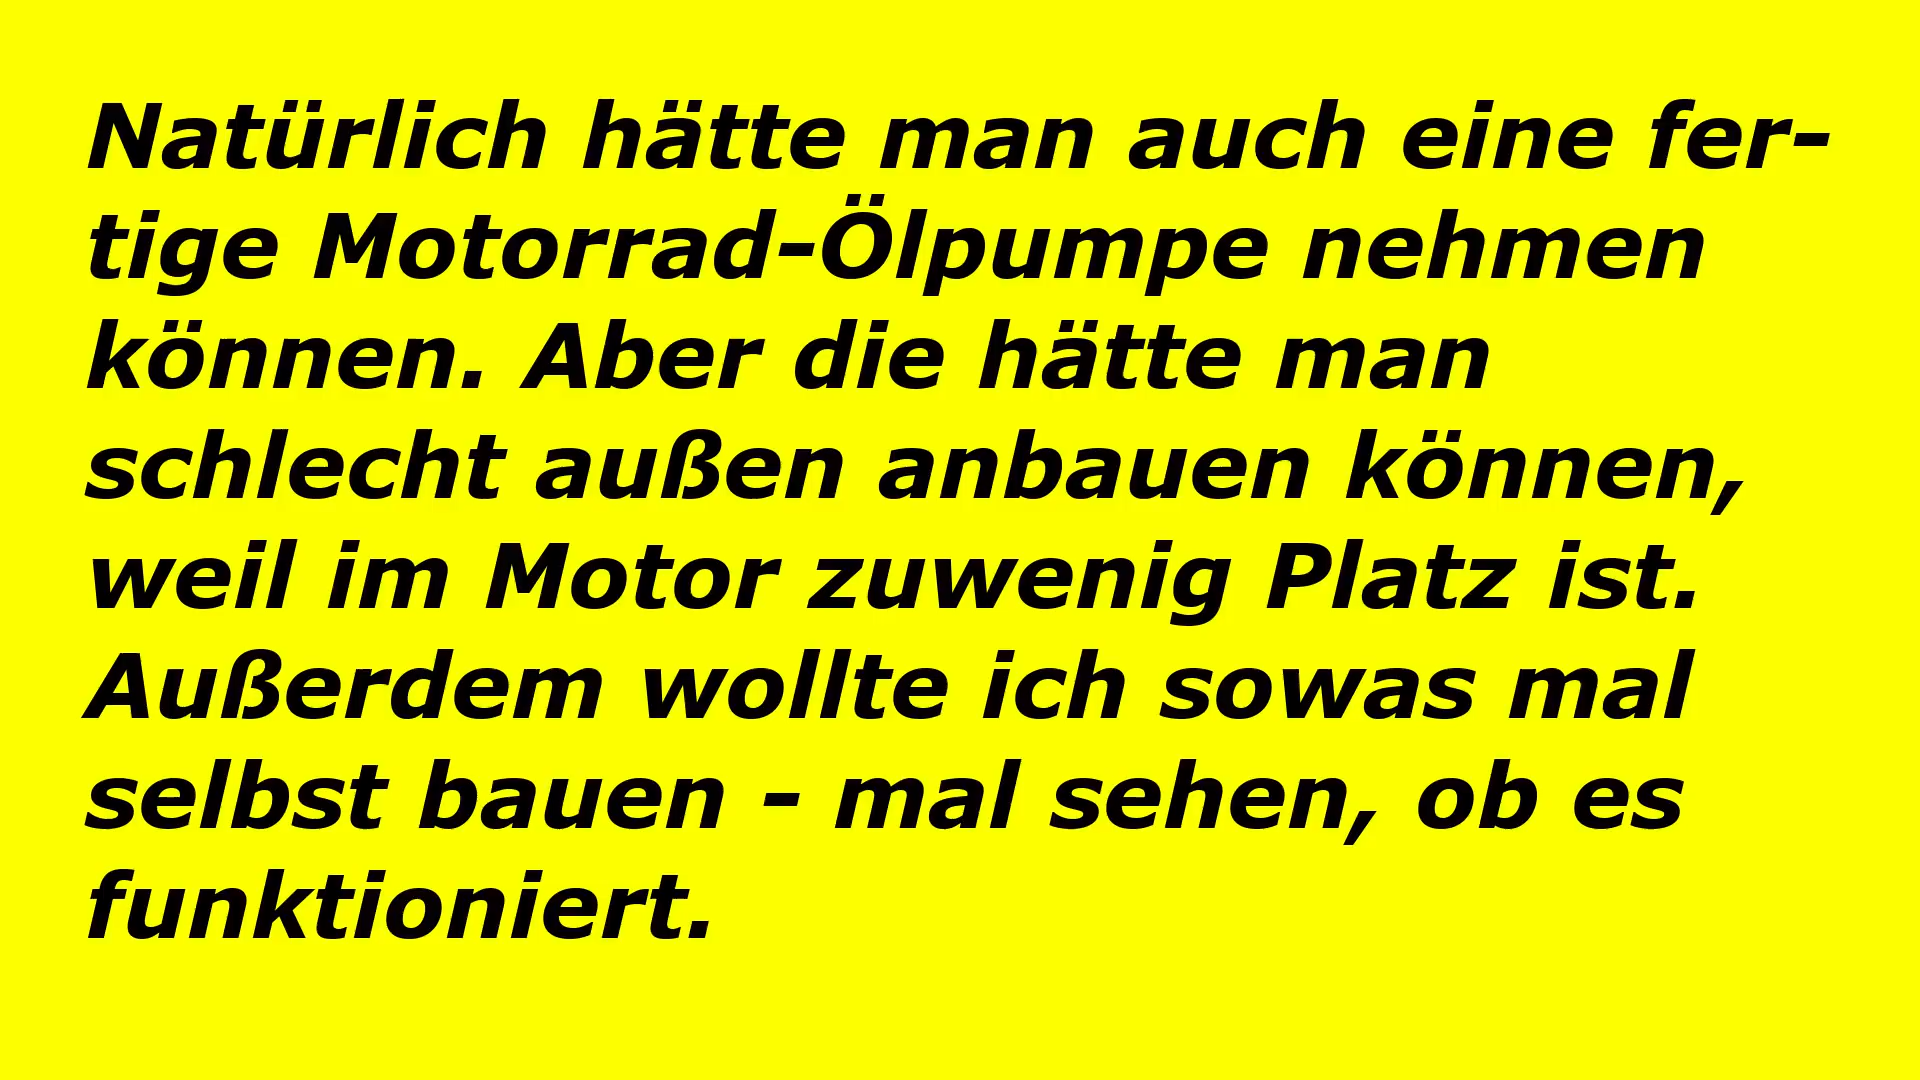 Natürlich hätte man auch eine fer-
tige Motorrad-Ölpumpe nehmen
können. Aber die hätte man
schlecht außen anbauen können,
weil im Motor zuwenig Platz ist.
Außerdem wollte ich sowas mal
selbst bauen - mal sehen, ob es
funktioniert.